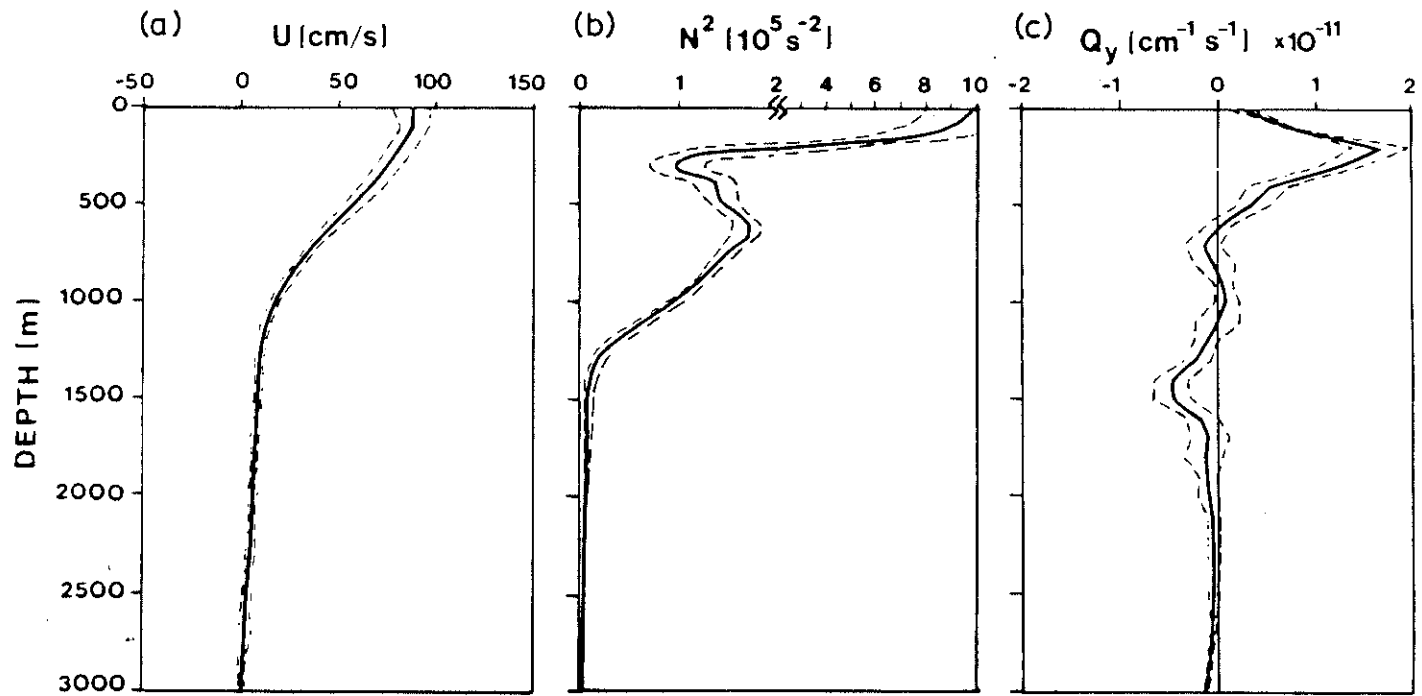 (a) U (cm/s)
-50 0 50 100 150
(b) N² (10⁵ s⁻²)
0 1 2 4 6 8 10
(c) Qy (cm⁻¹ s⁻¹) ×10⁻¹¹
-2 -1 0 1 2
DEPTH (m)
0
500
1000
1500
2000
2500
3000